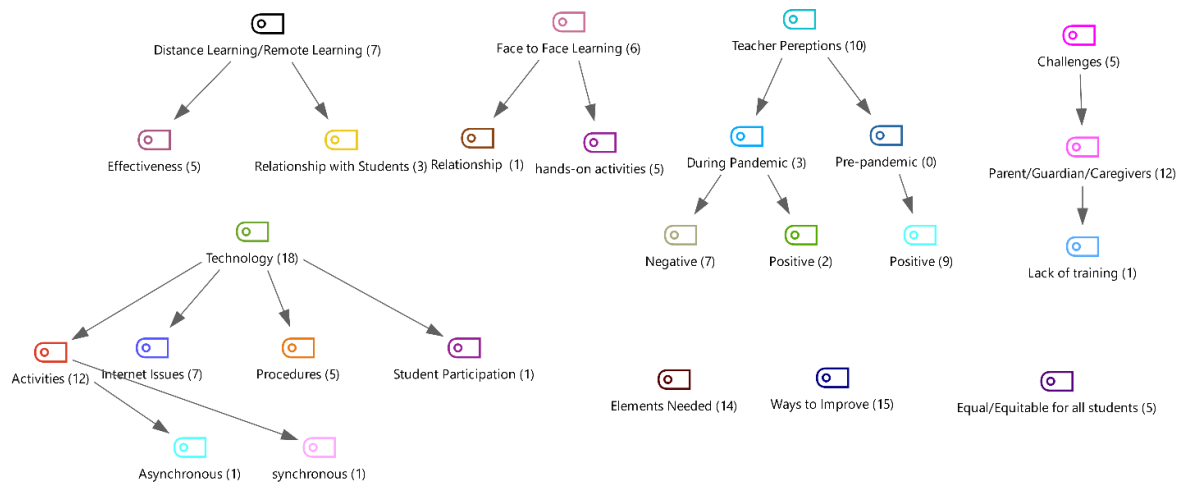 Distance Learning/Remote Learning (7)
Face to Face Learning (6)
Teacher Pereptions (10)
Challenges (5)
Effectiveness (5)
Relationship with Students (3)
Relationship (1)
hands-on activities (5)
During Pandemic (3)
Pre-pandemic (0)
Parent/Guardian/Caregivers (12)
Negative (7)
Positive (2)
Positive (9)
Lack of training (1)
Technology (18)
Activities (12)
Internet Issues (7)
Procedures (5)
Student Participation (1)
Elements Needed (14)
Ways to Improve (15)
Equal/Equitable for all students (5)
Asynchronous (1)
synchronous (1)